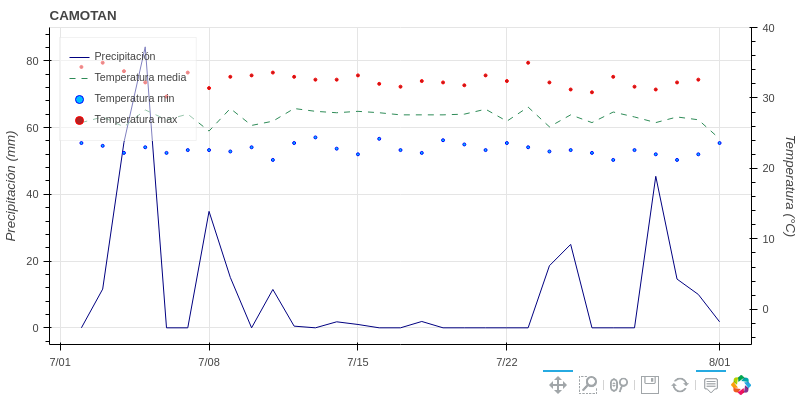 CAMOTAN
Precipitación
Temperatura media
Temperatura min
Temperatura max
Precipitación (mm)
80
60
40
20
0
Temperatura (°C)
40
30
20
10
0
7/01
7/08
7/15
7/22
8/01